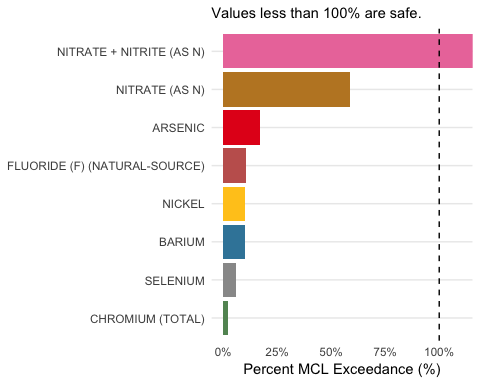 Values less than 100% are safe.
NITRATE + NITRITE (AS N)
NITRATE (AS N)
ARSENIC
FLUORIDE (F) (NATURAL-SOURCE)
NICKEL
BARIUM
SELENIUM
CHROMIUM (TOTAL)
0% 25% 50% 75% 100%
Percent MCL Exceedance (%)